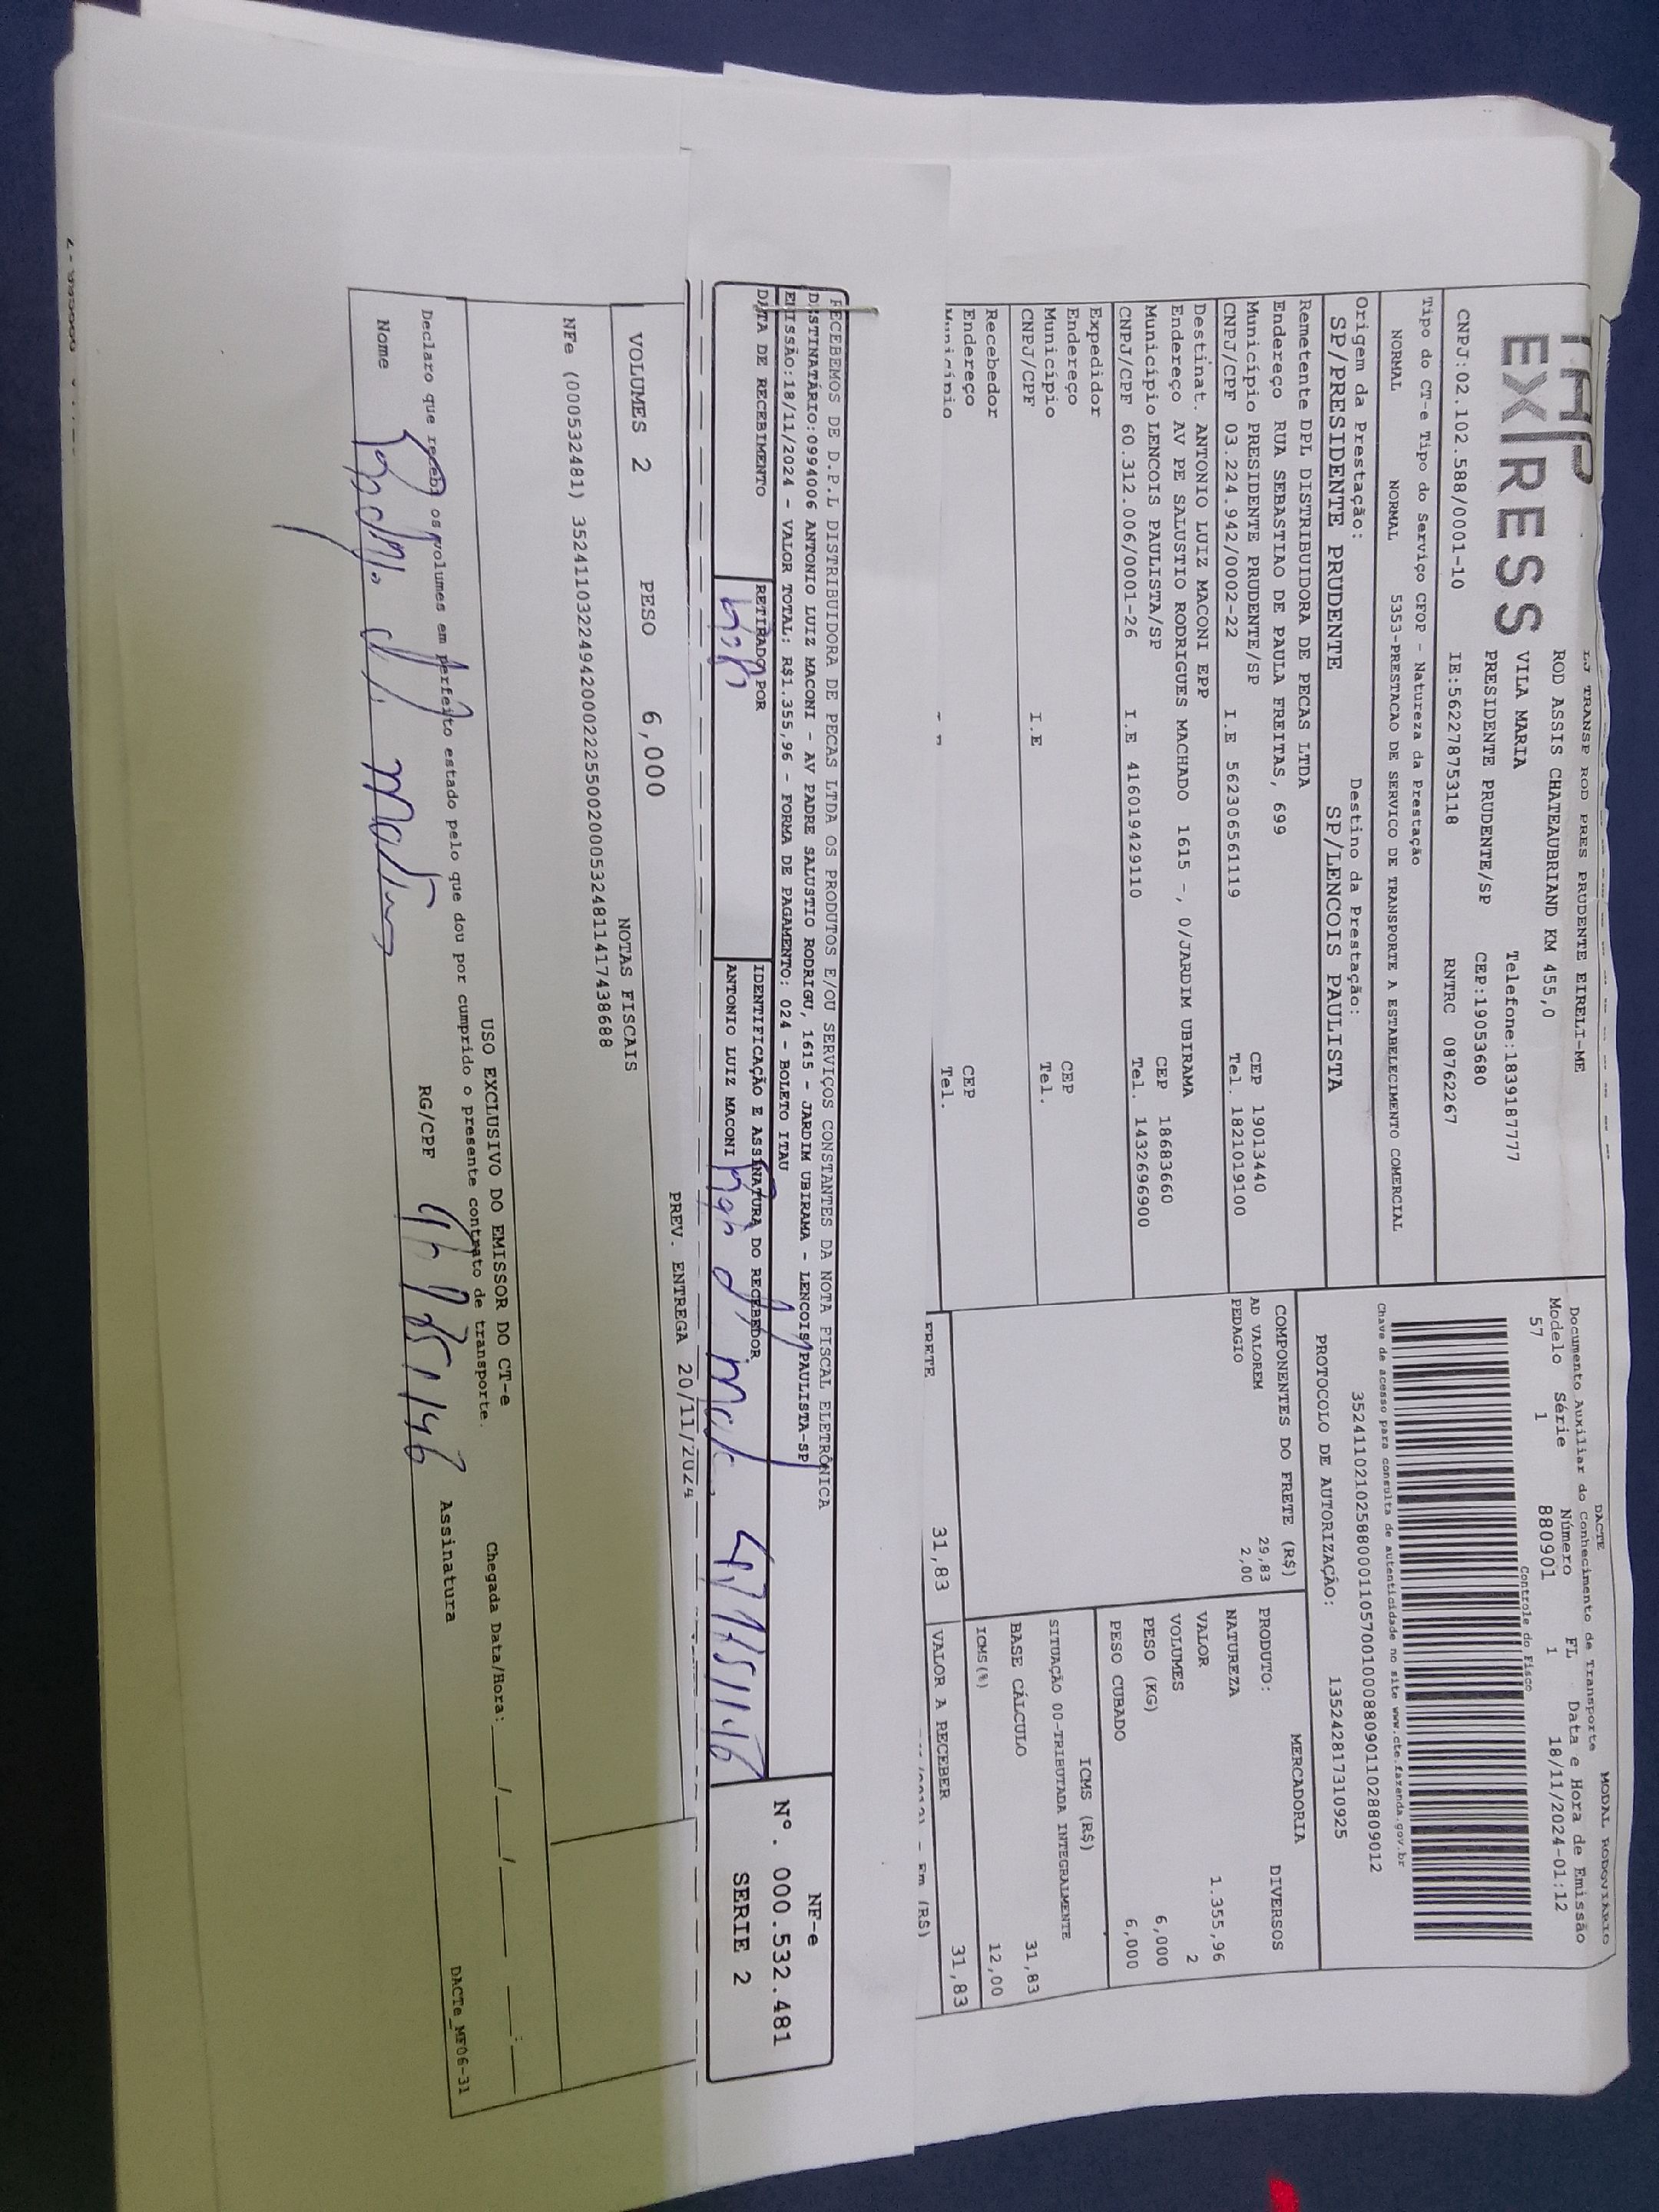 LJ TRANSP ROD PRES PRUDENTE EIRELI-ME
EXPRESS
ROD ASSIS CHATEAUBRIAND KM 455,0
VILA MARIA Telefone:1839187777
PRESIDENTE PRUDENTE/SP CEP:19053680
CNPJ:02.102.588/0001-10 IE:562278753118 RNTRC 08762267
DACTE MODAL RODOVIÁRIO
Documento Auxiliar do Conhecimento de Transporte
Modelo Série Número FL Data e Hora de Emissão
57 1 880901 1 18/11/2024-01:12
Controle do Fisco
Chave de acesso para consulta de autenticidade no site www.cte.fazenda.gov.br
35241102102588000110570010008809011028809012
PROTOCOLO DE AUTORIZAÇÃO: 135242817310925
Tipo do CT-e Tipo do Serviço CFOP - Natureza da Prestação
NORMAL NORMAL 5353-PRESTACAO DE SERVICO DE TRANSPORTE A ESTABELECIMENTO COMERCIAL
Origem da Prestação: Destino da Prestação:
SP/PRESIDENTE PRUDENTE SP/LENCOIS PAULISTA
Remetente DPL DISTRIBUIDORA DE PECAS LTDA
Endereço RUA SEBASTIAO DE PAULA FREITAS, 699
Município PRESIDENTE PRUDENTE/SP CEP 19013440
CNPJ/CPF 03.224.942/0002-22 I.E 562306561119 Tel. 1821019100
Destinat. ANTONIO LUIZ MACONI EPP
Endereço AV PE SALUSTIO RODRIGUES MACHADO 1615 -, 0/JARDIM UBIRAMA
Município LENCOIS PAULISTA/SP CEP 18683660
CNPJ/CPF 60.312.006/0001-26 I.E 416019429110 Tel. 1432696900
Expedidor
Endereço
Município CEP
CNPJ/CPF I.E Tel.
Recebedor
Endereço CEP
Município Tel.
COMPONENTES DO FRETE (R$)
AD VALOREM 29,83
PEDAGIO 2,00
FRETE 31,83
MERCADORIA
PRODUTO: DIVERSOS
NATUREZA
VALOR 1.355,96
VOLUMES 2
PESO (KG) 6,000
PESO CUBADO 6,000
ICMS (R$)
SITUAÇÃO 00-TRIBUTADA INTEGRALMENTE
BASE CÁLCULO 31,83
ICMS(%) 12,00
VALOR A RECEBER 31,83
RECEBEMOS DE D.P.L DISTRIBUIDORA DE PECAS LTDA OS PRODUTOS E/OU SERVIÇOS CONSTANTES DA NOTA FISCAL ELETRÔNICA
DESTINATÁRIO:0994006 ANTONIO LUIZ MACONI - AV PADRE SALUSTIO RODRIGU, 1615 - JARDIM UBIRAMA - LENCOIS PAULISTA-SP
EMISSÃO:18/11/2024 - VALOR TOTAL: R$1.355,96 - FORMA DE PAGAMENTO: 024 - BOLETO ITAU
DATA DE RECEBIMENTO RETIRADO POR IDENTIFICAÇÃO E ASSINATURA DO RECEBEDOR
ANTONIO LUIZ MACONI
NF-e
Nº. 000.532.481
SERIE 2
PREV. ENTREGA 20/11/2024
VOLUMES 2 PESO 6,000
NOTAS FISCAIS
NFe (000532481) 35241103224942000222550020005324811417438688
USO EXCLUSIVO DO EMISSOR DO CT-e
Declaro que recebi os volumes em perfeito estado pelo que dou por cumprido o presente contrato de transporte.
Chegada Data/Hora: ____/____/____ ___:___
Nome RG/CPF Assinatura
DACTe_MF06-31